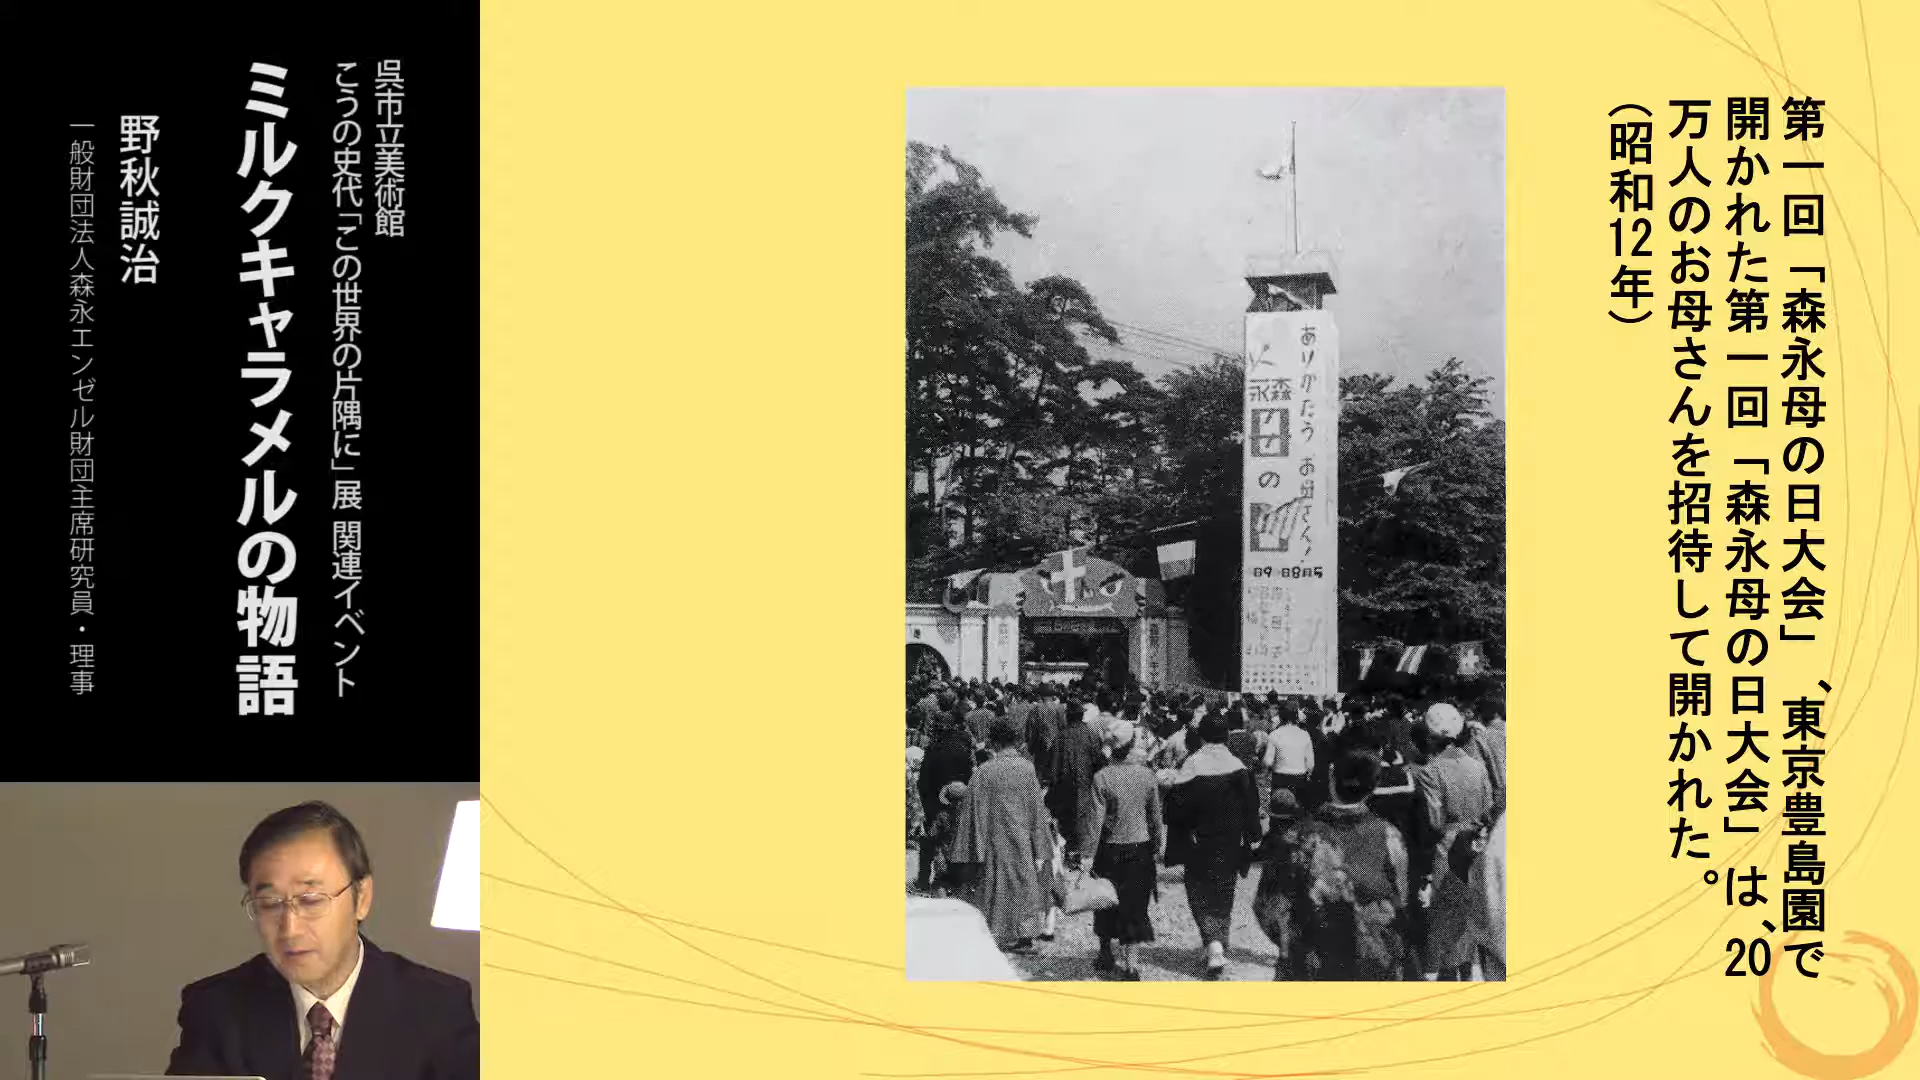 呉市立美術館
こうの史代「この世界の片隅に」展 関連イベント
ミルクキャラメルの物語
野秋誠治
一般財団法人森永エンゼル財団主席研究員・理事
第一回「森永母の日大会」、東京豊島園で
開かれた第一回「森永母の日大会」は、20
万人のお母さんを招待して開かれた。
（昭和12年）
ありがたう お母さん！
森永
母の日
5月8日 9日